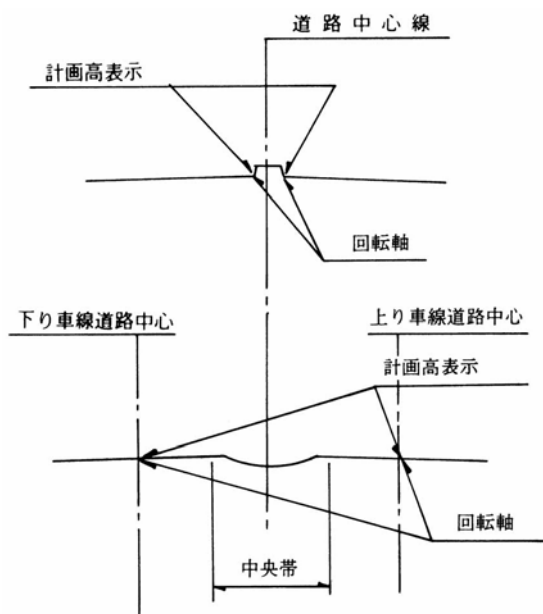 道路中心線
計画高表示
回転軸
下り車線道路中心
上り車線道路中心
計画高表示
回転軸
中央帯